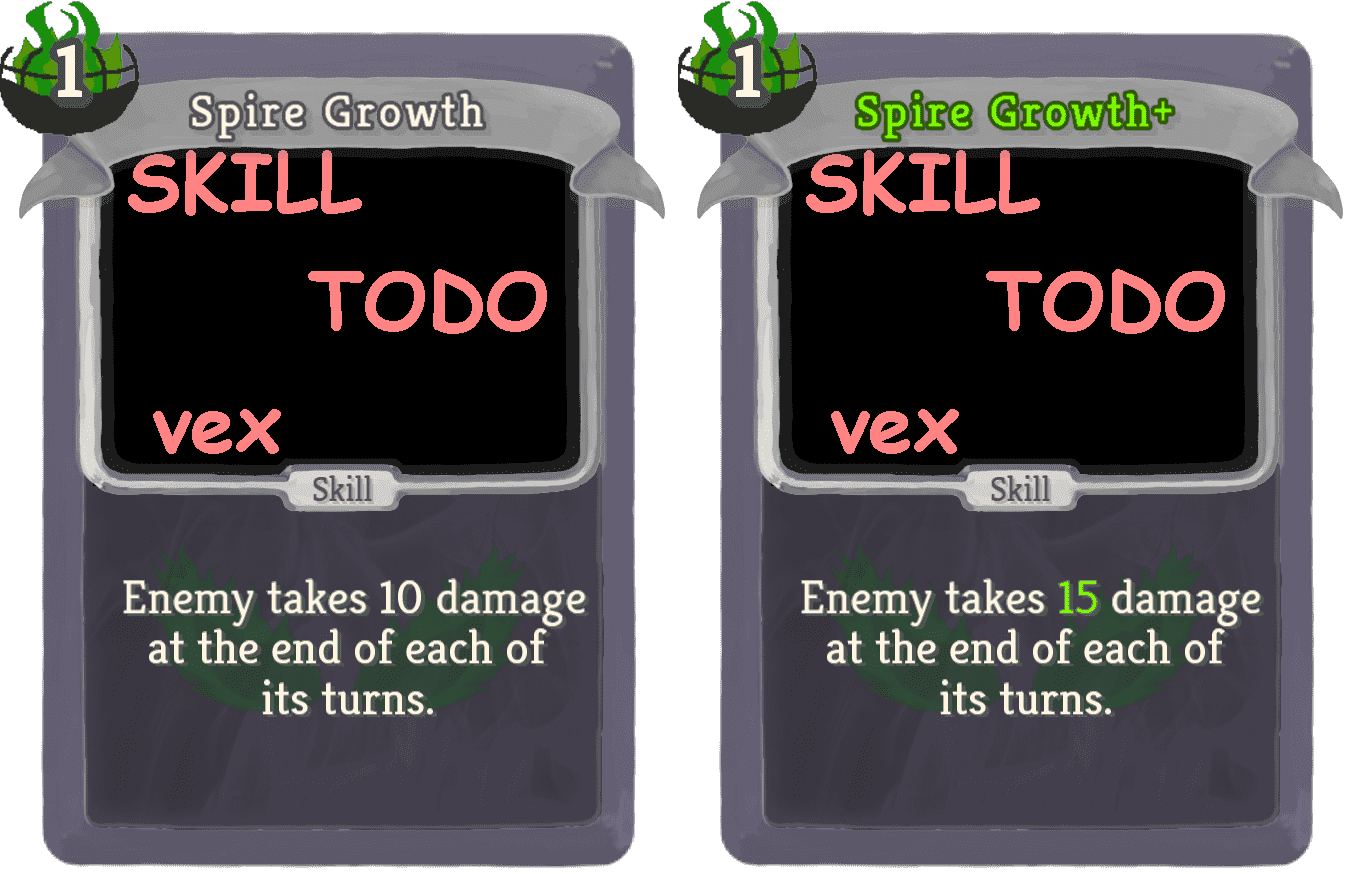 1
Spire Growth
SKILL
TODO
vex
Skill
Enemy takes 10 damage
at the end of each of
its turns.
1
Spire Growth+
SKILL
TODO
vex
Skill
Enemy takes 15 damage
at the end of each of
its turns.